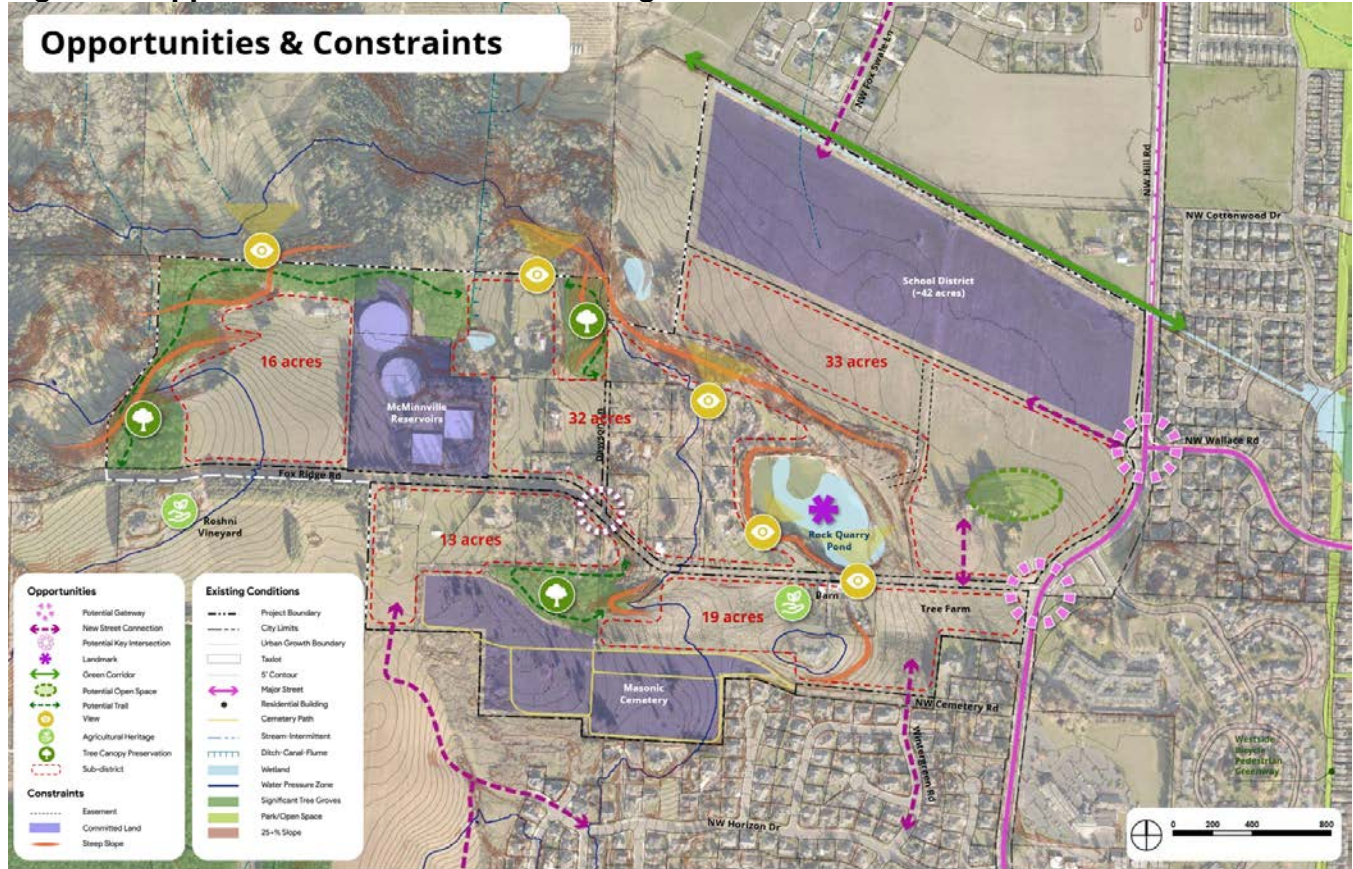 Opportunities & Constraints
NW Fox Swale Ln
NW Hill Rd
NW Cottonwood Dr
School District
(~42 acres)
16 acres
33 acres
McMinnville
Reservoirs
32 acres
NW Wallace Rd
Fox Ridge Rd
Roshni
Vineyard
13 acres
Rock Quarry
Pond
Barn
Tree Farm
19 acres
Masonic
Cemetery
NW Cemetery Rd
Wintergreen Rd
NW Horizon Dr
Westside
Bicycle
Pedestrian
Greenway
Opportunities
Potential Gateway
New Street Connection
Potential Key Intersection
Landmark
Green Corridor
Potential Open Space
Potential Trail
View
Agricultural Heritage
Tree Canopy Preservation
Sub-district
Constraints
Easement
Committed Land
Steep Slope
Existing Conditions
Project Boundary
City Limits
Urban Growth Boundary
Taxlot
5' Contour
Major Street
Residential Building
Cemetery Path
Stream-Intermittent
Ditch-Canal-Flume
Wetland
Water Pressure Zone
Significant Tree Groves
Park/Open Space
25+% Slope
0 200 400 800